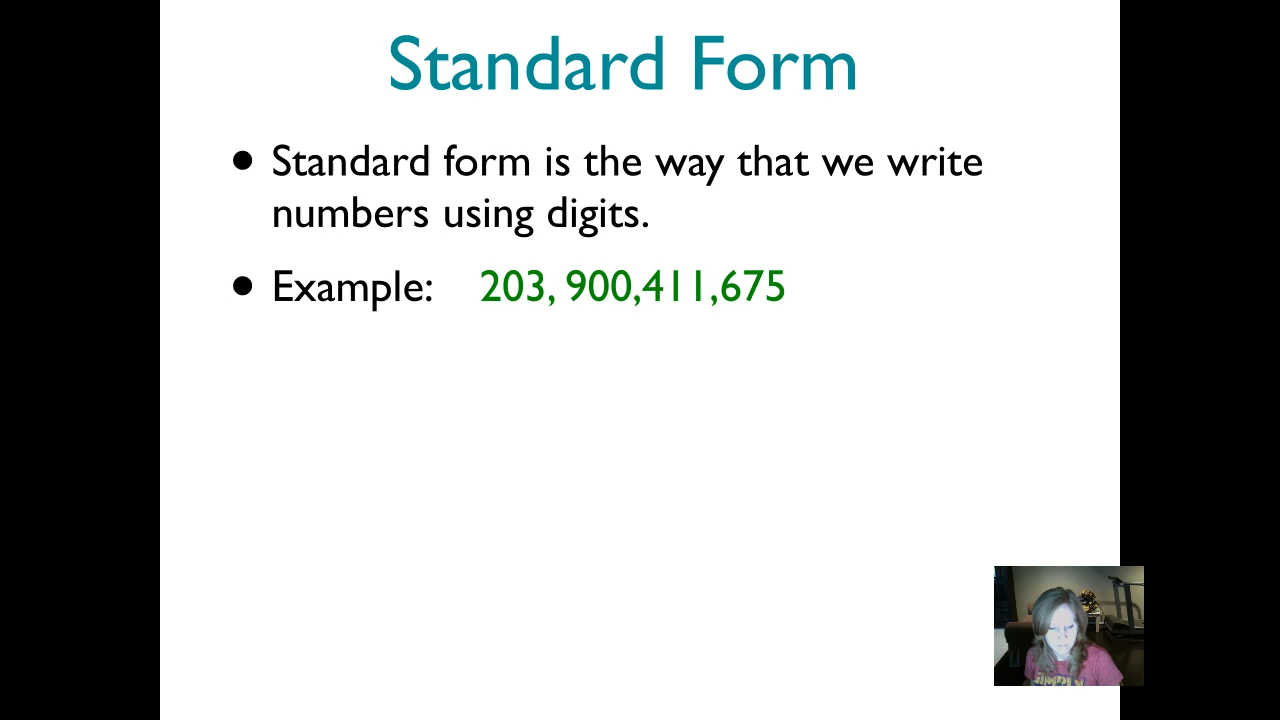 Standard Form
• Standard form is the way that we write
numbers using digits.
• Example: 203, 900,411,675